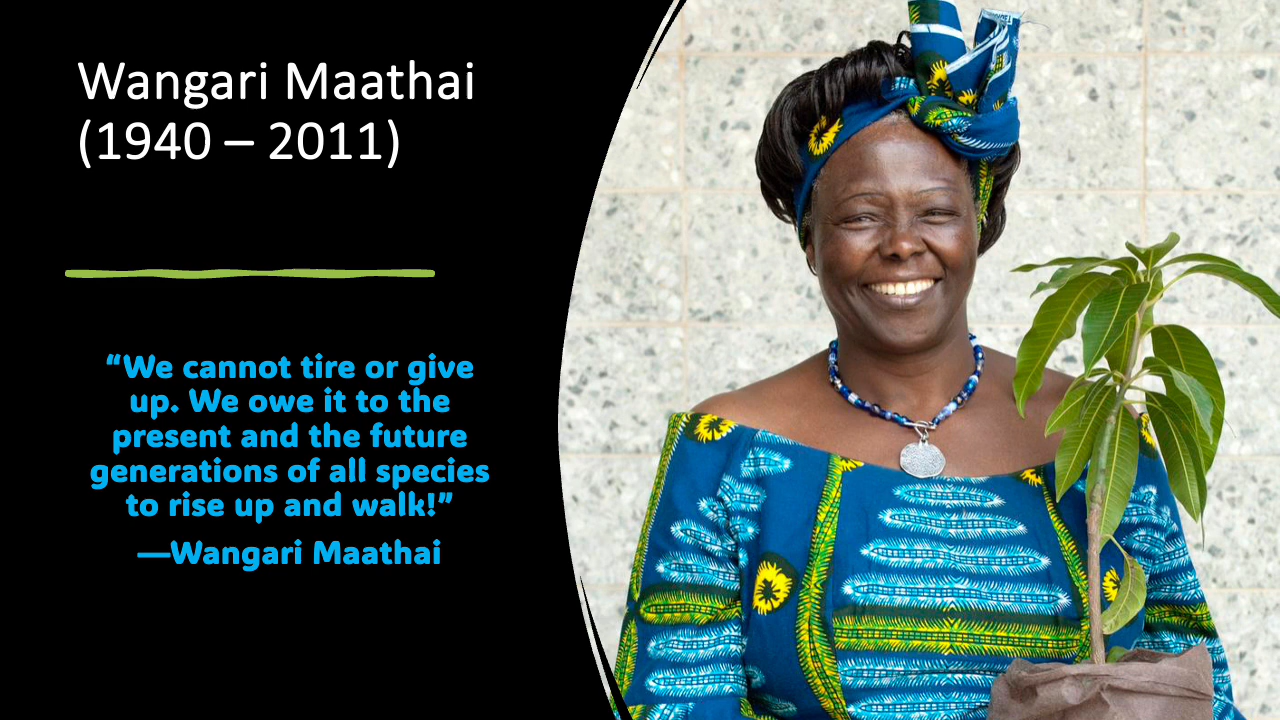 Wangari Maathai
(1940 – 2011)
“We cannot tire or give
up. We owe it to the
present and the future
generations of all species
to rise up and walk!”
—Wangari Maathai